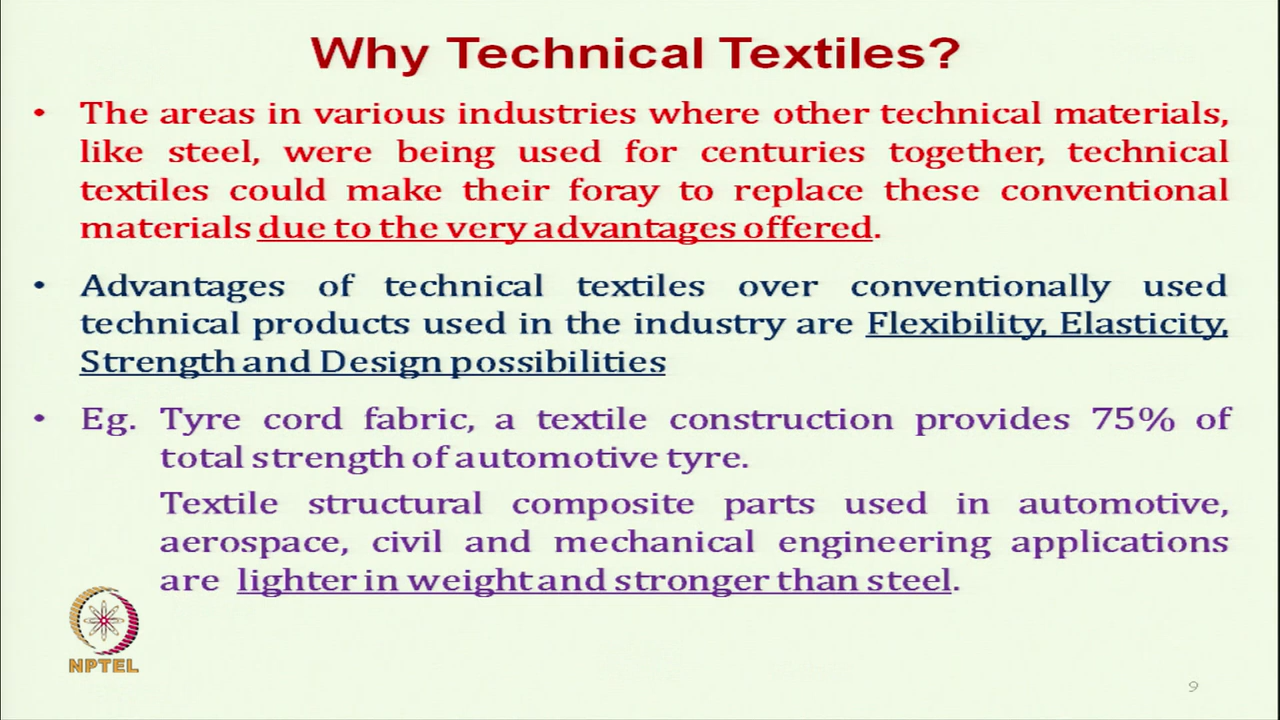 Why Technical Textiles?
• The areas in various industries where other technical materials,
like steel, were being used for centuries together, technical
textiles could make their foray to replace these conventional
materials due to the very advantages offered.
• Advantages of technical textiles over conventionally used
technical products used in the industry are Flexibility, Elasticity,
Strength and Design possibilities
• Eg. Tyre cord fabric, a textile construction provides 75% of
total strength of automotive tyre.
Textile structural composite parts used in automotive,
aerospace, civil and mechanical engineering applications
are lighter in weight and stronger than steel.
NPTEL
9